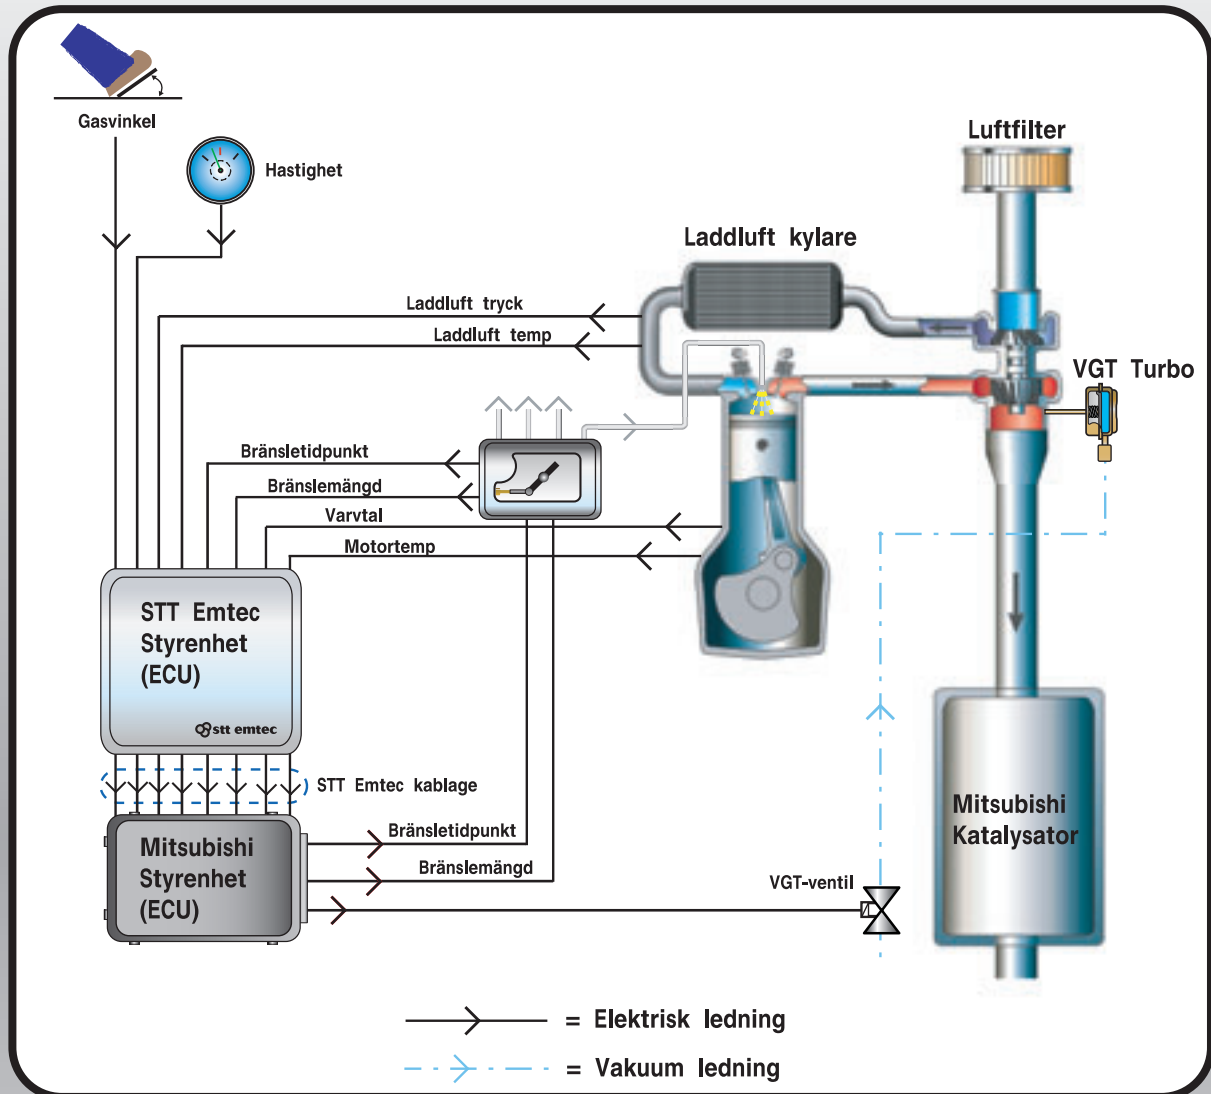 Gasvinkel
Hastighet
Luftfilter
Laddluft kylare
Laddluft tryck
Laddluft temp
VGT Turbo
Bränsletidpunkt
Bränslemängd
Varvtal
Motortemp
STT Emtec
Styrenhet
(ECU)
stt emtec
STT Emtec kablage
Mitsubishi
Styrenhet
(ECU)
Bränsletidpunkt
Bränslemängd
VGT-ventil
Mitsubishi
Katalysator
= Elektrisk ledning
= Vakuum ledning